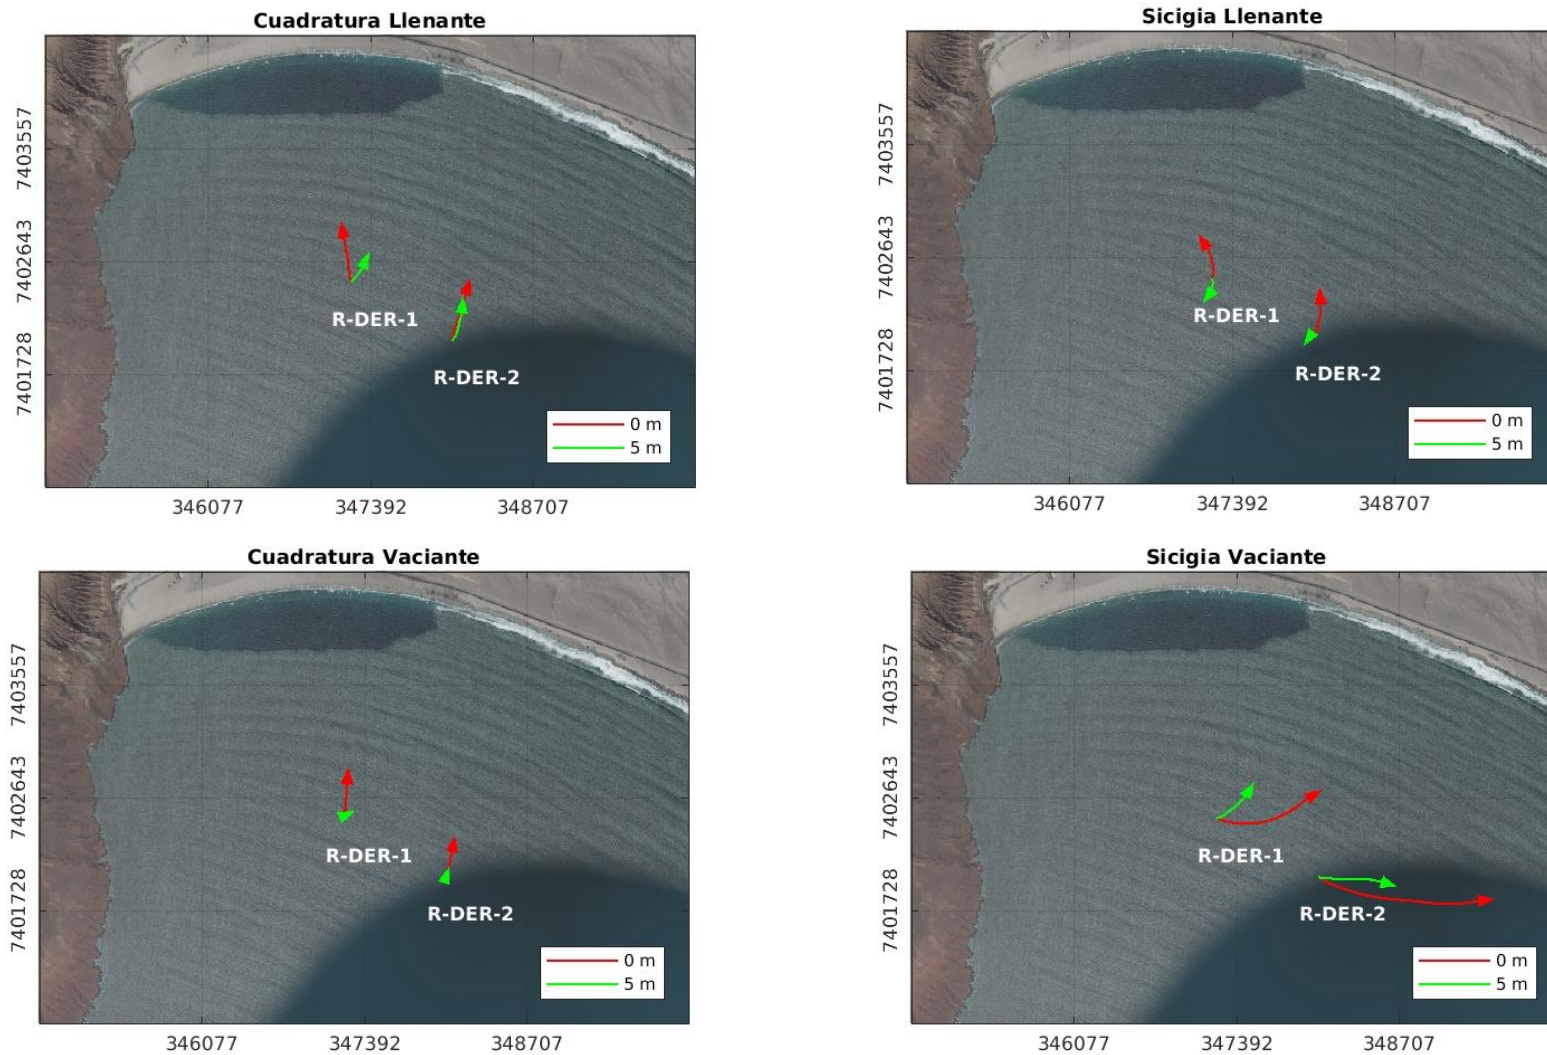 Cuadratura Llenante
7403557
7402643
7401728
R-DER-1
R-DER-2
0 m
5 m
346077
347392
348707
Sicigia Llenante
7403557
7402643
7401728
R-DER-1
R-DER-2
0 m
5 m
346077
347392
348707
Cuadratura Vaciante
7403557
7402643
7401728
R-DER-1
R-DER-2
0 m
5 m
346077
347392
348707
Sicigia Vaciante
7403557
7402643
7401728
R-DER-1
R-DER-2
0 m
5 m
346077
347392
348707